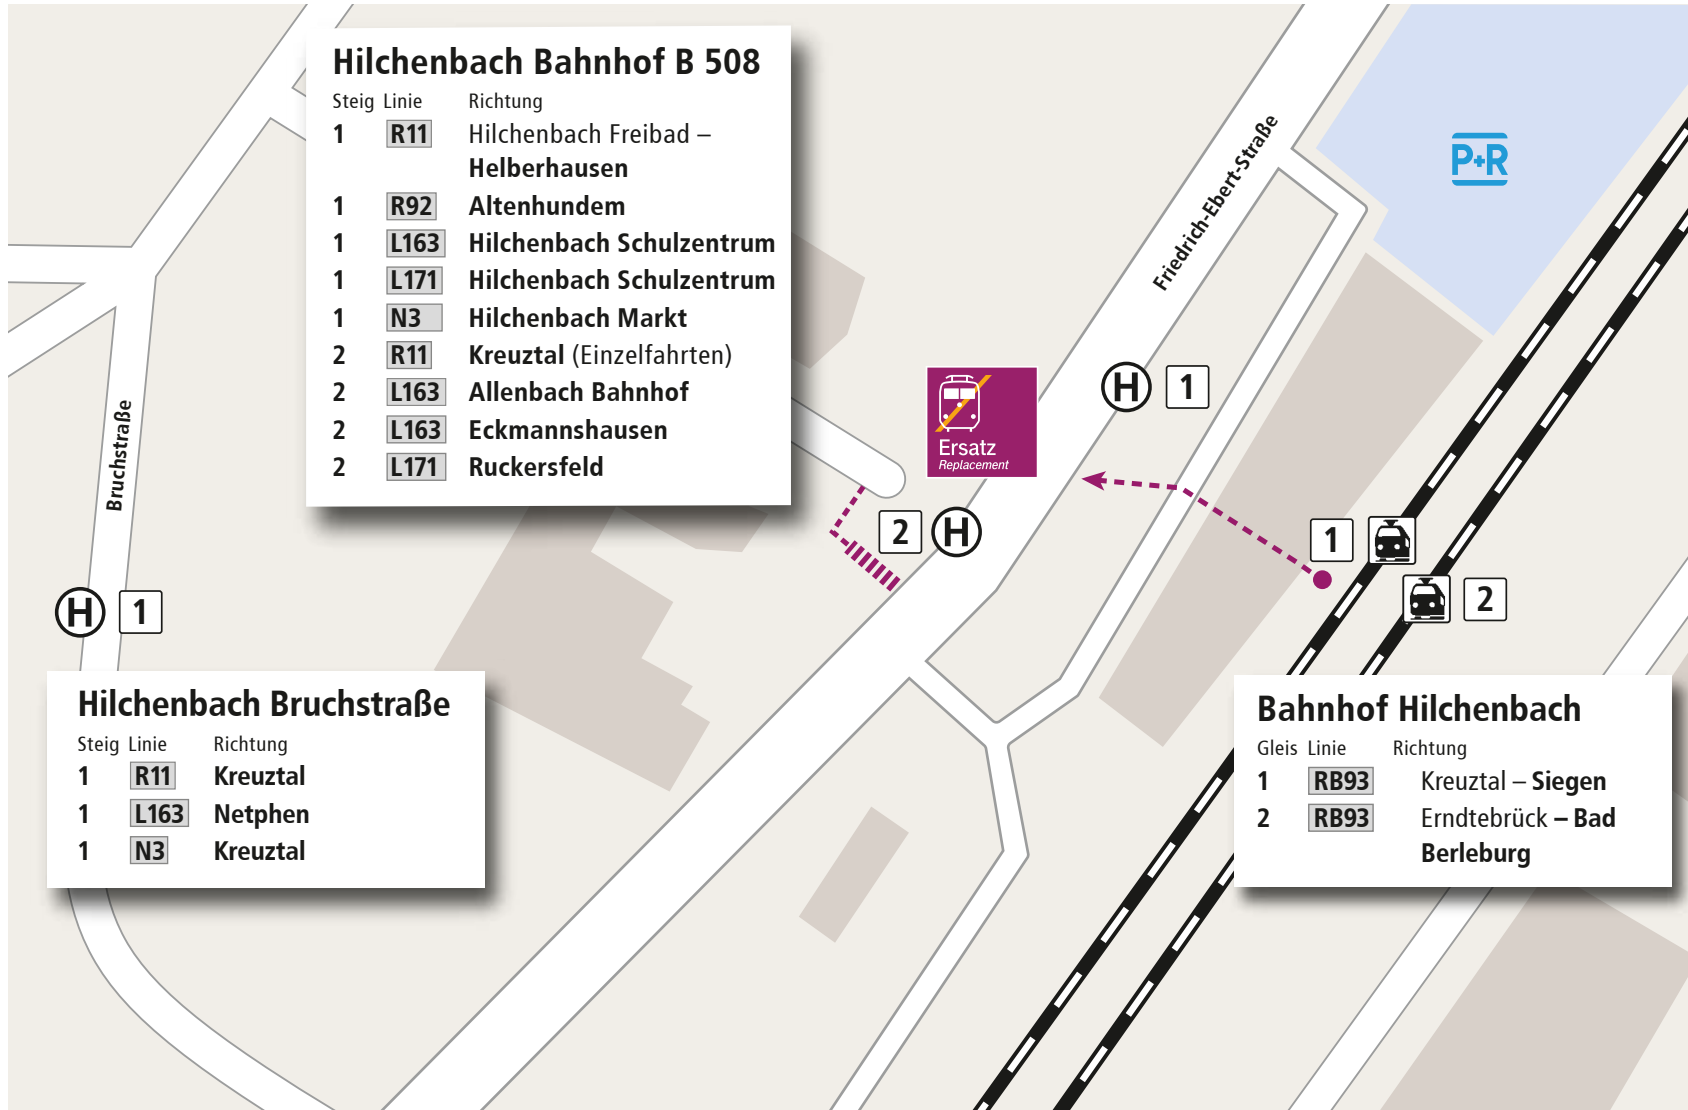 Hilchenbach Bahnhof B 508
Steig Linie Richtung
1 R11 Hilchenbach Freibad –
Helberhausen
1 R92 Altenhundem
1 L163 Hilchenbach Schulzentrum
1 L171 Hilchenbach Schulzentrum
1 N3 Hilchenbach Markt
2 R11 Kreuztal (Einzelfahrten)
2 L163 Allenbach Bahnhof
2 L163 Eckmannshausen
2 L171 Ruckersfeld
P+R
Friedrich-Ebert-Straße
Bruchstraße
Ersatz
Replacement
H 1
2 H
1
2
H 1
Hilchenbach Bruchstraße
Steig Linie Richtung
1 R11 Kreuztal
1 L163 Netphen
1 N3 Kreuztal
Bahnhof Hilchenbach
Gleis Linie Richtung
1 RB93 Kreuztal – Siegen
2 RB93 Erndtebrück – Bad
Berleburg